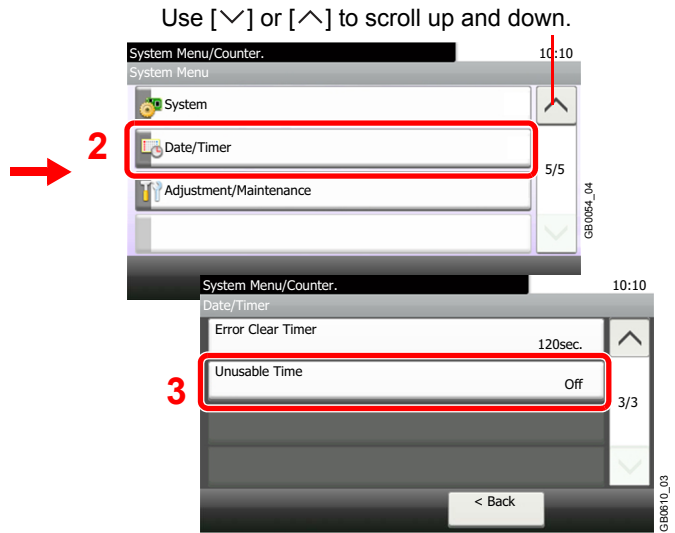 Use [∨] or [∧] to scroll up and down.
System Menu/Counter. 10:10
System Menu
System
2
Date/Timer
5/5
Adjustment/Maintenance
GB0054_04
System Menu/Counter. 10:10
Date/Timer
Error Clear Timer
120sec.
3
Unusable Time
Off
3/3
< Back
GB0610_03